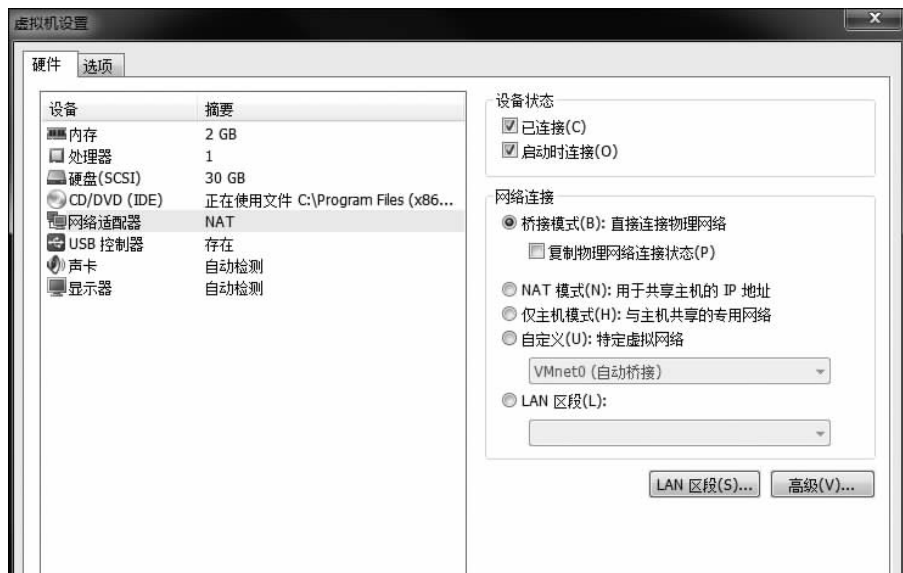 虚拟机设置
硬件
选项
设备 摘要
内存 2 GB
处理器 1
硬盘(SCSI) 30 GB
CD/DVD (IDE) 正在使用文件 C:\Program Files (x86...
网络适配器 NAT
USB 控制器 存在
声卡 自动检测
显示器 自动检测
设备状态
已连接(C)
启动时连接(O)
网络连接
桥接模式(B): 直接连接物理网络
复制物理网络连接状态(P)
NAT 模式(N): 用于共享主机的 IP 地址
仅主机模式(H): 与主机共享的专用网络
自定义(U): 特定虚拟网络
VMnet0 (自动桥接)
LAN 区段(L):
LAN 区段(S)... 高级(V)...